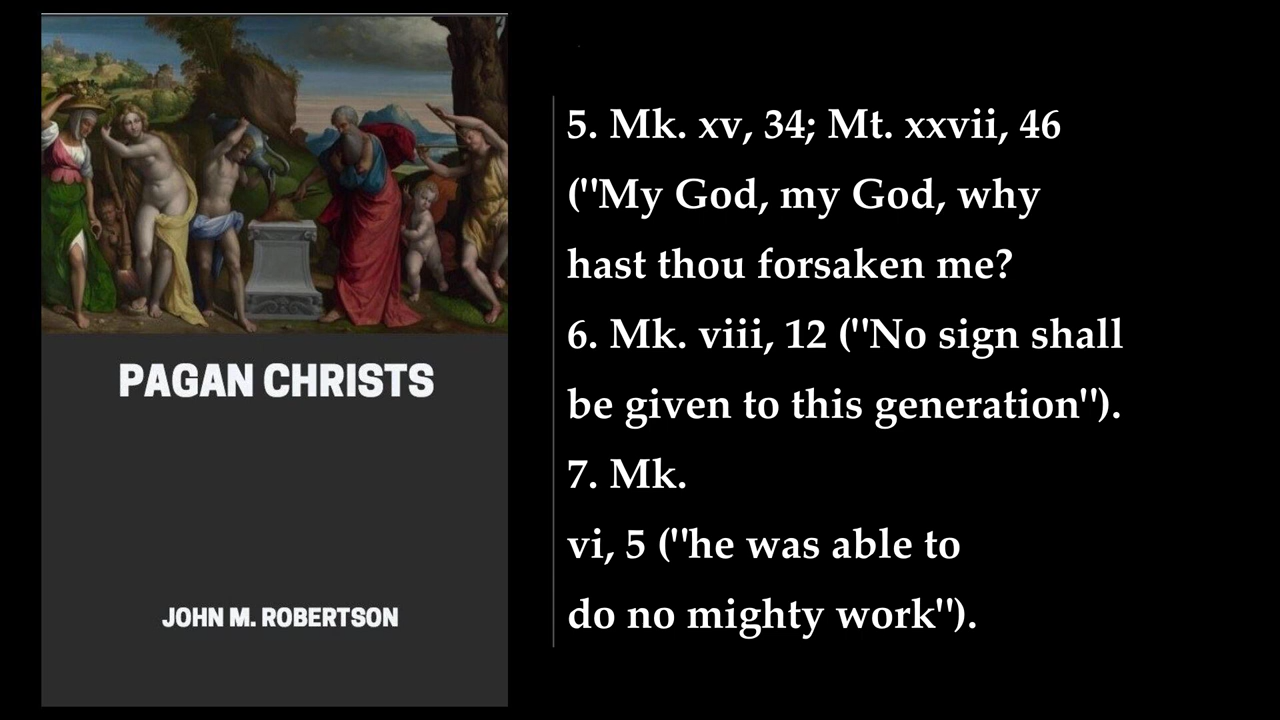 PAGAN CHRISTS
JOHN M. ROBERTSON
5. Mk. xv, 34; Mt. xxvii, 46
("My God, my God, why
hast thou forsaken me?
6. Mk. viii, 12 ("No sign shall
be given to this generation").
7. Mk.
vi, 5 ("he was able to
do no mighty work").